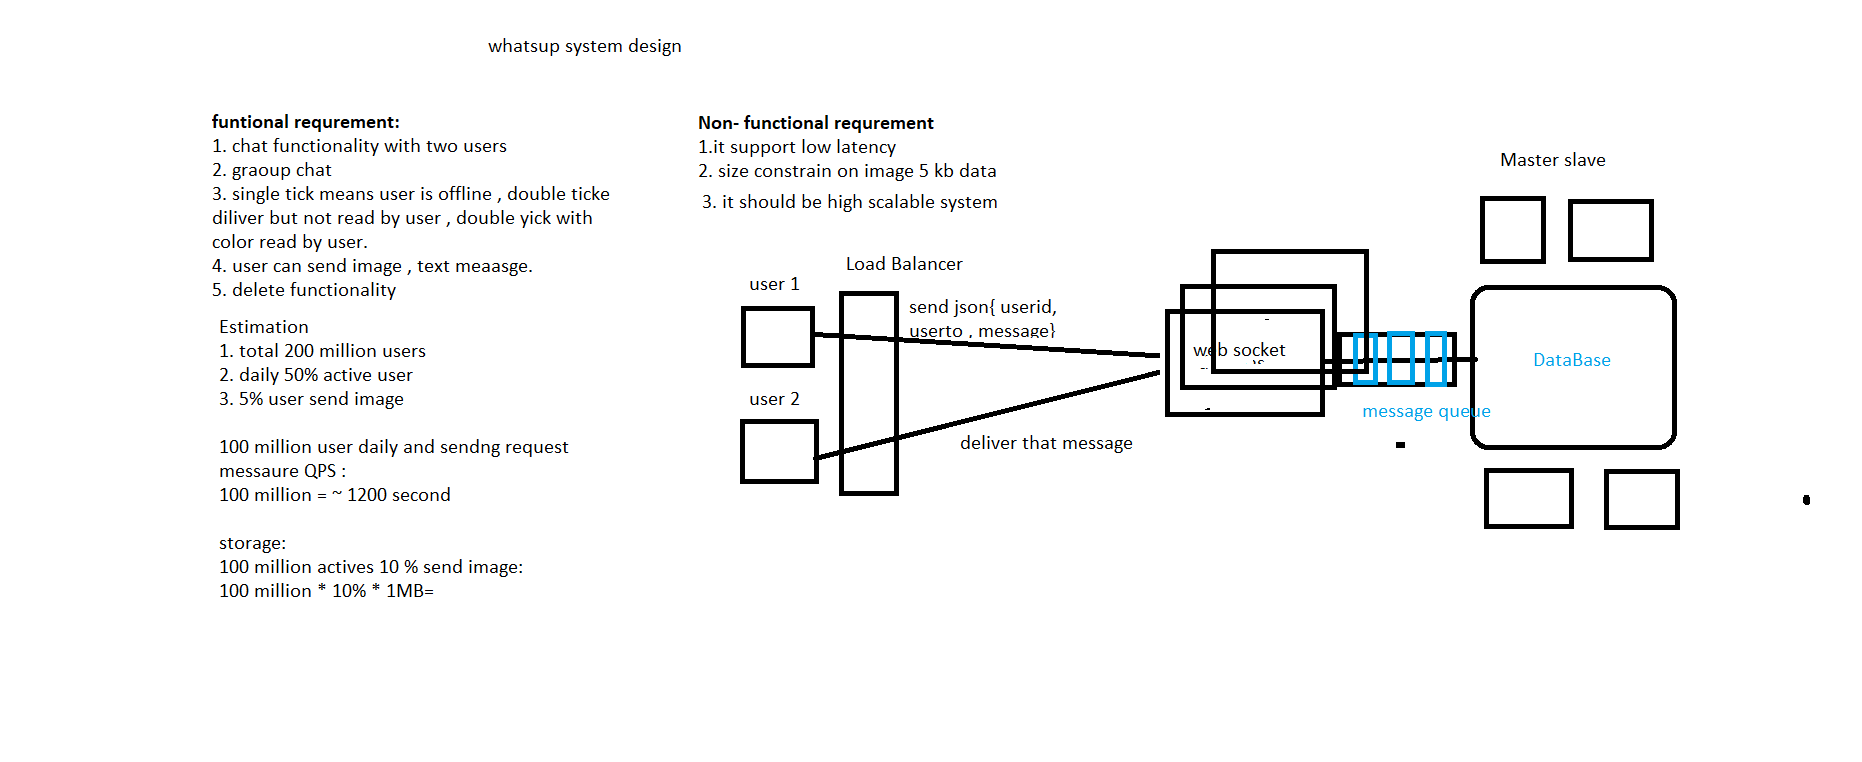 whatsup system design
funtional requrement:
1. chat functionality with two users
2. graoup chat
3. single tick means user is offline , double ticke
diliver but not read by user , double yick with
color read by user.
4. user can send image , text meaasge.
5. delete functionality
Estimation
1. total 200 million users
2. daily 50% active user
3. 5% user send image
100 million user daily and sendng request
messaure QPS :
100 million = ~ 1200 second
storage:
100 million actives 10 % send image:
100 million * 10% * 1MB=
Non- functional requrement
1.it support low latency
2. size constrain on image 5 kb data
3. it should be high scalable system
user 1
Load Balancer
send json{ userid,
userto , message}
user 2
deliver that message
web socket
message queue
Master slave
DataBase